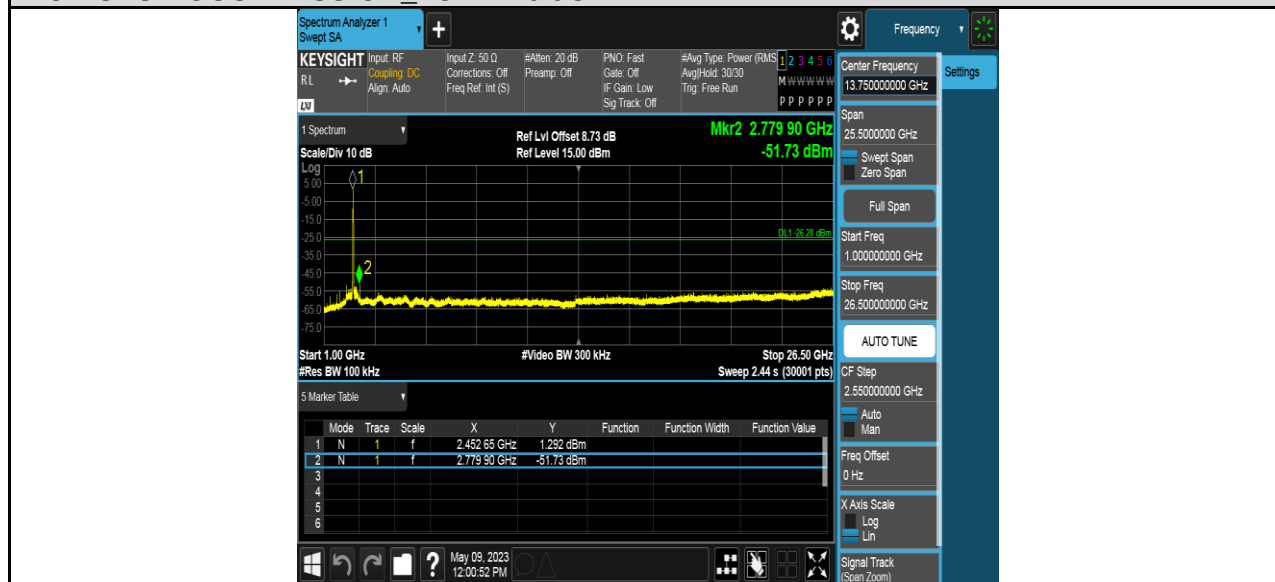 Spectrum Analyzer 1
Swept SA
+
Frequency
KEYSIGHT
RL
LXI
Input: RF
Coupling: DC
Align: Auto
Input Z: 50 Ω
Corrections: Off
Freq Ref: Int (S)
#Atten: 20 dB
Preamp: Off
PNO: Fast
Gate: Off
IF Gain: Low
Sig Track: Off
#Avg Type: Power (RMS
Avg|Hold: 30/30
Trig: Free Run
1 2 3 4 5 6
M W W W W W
P P P P P P
1 Spectrum
Scale/Div 10 dB
Ref Lvl Offset 8.73 dB
Ref Level 15.00 dBm
Mkr2 2.779 90 GHz
-51.73 dBm
Log
5.00
-5.00
-15.0
-25.0
-35.0
-45.0
-55.0
-65.0
-75.0
1
2
DL1 -26.28 dBm
Start 1.00 GHz
#Res BW 100 kHz
#Video BW 300 kHz
Stop 26.50 GHz
Sweep 2.44 s (30001 pts)
5 Marker Table
Mode Trace Scale X Y Function Function Width Function Value
1 N 1 f 2.452 65 GHz 1.292 dBm
2 N 1 f 2.779 90 GHz -51.73 dBm
3
4
5
6
?
May 09, 2023
12:00:52 PM
Center Frequency
13.750000000 GHz
Settings
Span
25.5000000 GHz
Swept Span
Zero Span
Full Span
Start Freq
1.000000000 GHz
Stop Freq
26.500000000 GHz
AUTO TUNE
CF Step
2.550000000 GHz
Auto
Man
Freq Offset
0 Hz
X Axis Scale
Log
Lin
Signal Track
(Span Zoom)